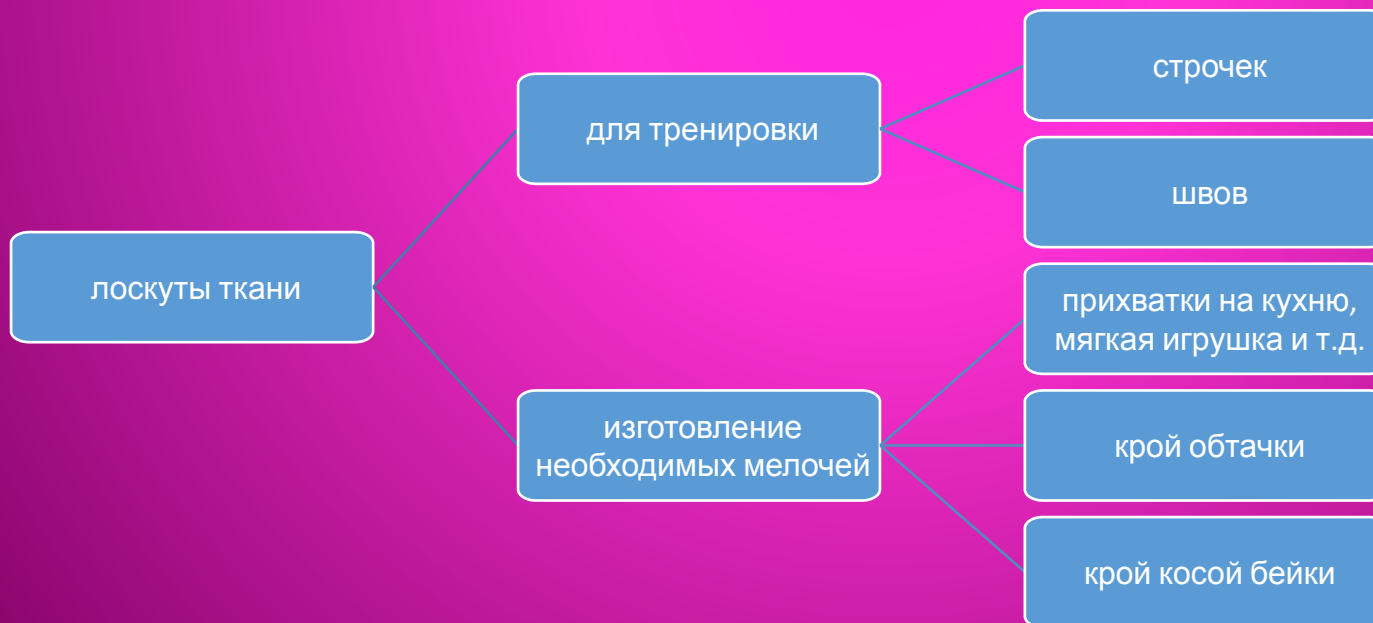 лоскуты ткани
для тренировки
строчек
швов
изготовление
необходимых мелочей
прихватки на кухню,
мягкая игрушка и т.д.
крой обтачки
крой косой бейки